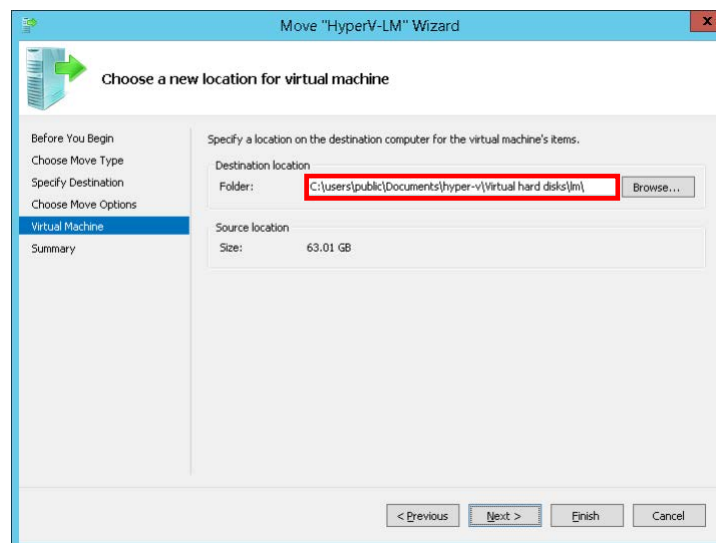 Move "HyperV-LM" Wizard
x
Choose a new location for virtual machine
Before You Begin
Choose Move Type
Specify Destination
Choose Move Options
Virtual Machine
Summary
Specify a location on the destination computer for the virtual machine's items.
Destination location
Folder: C:\users\public\Documents\hyper-v\Virtual hard disks\lm\ Browse...
Source location
Size: 63.01 GB
< Previous Next > Finish Cancel